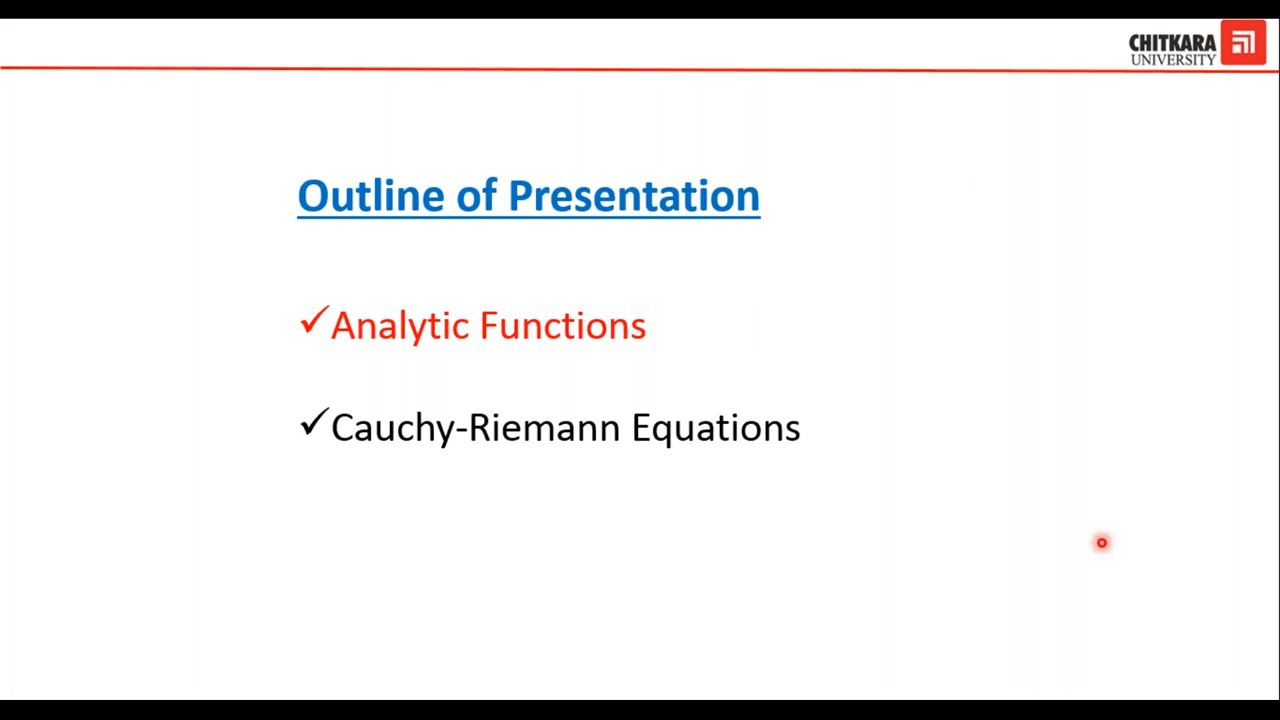 CHITKARA
UNIVERSITY
Outline of Presentation
✓Analytic Functions
✓Cauchy-Riemann Equations